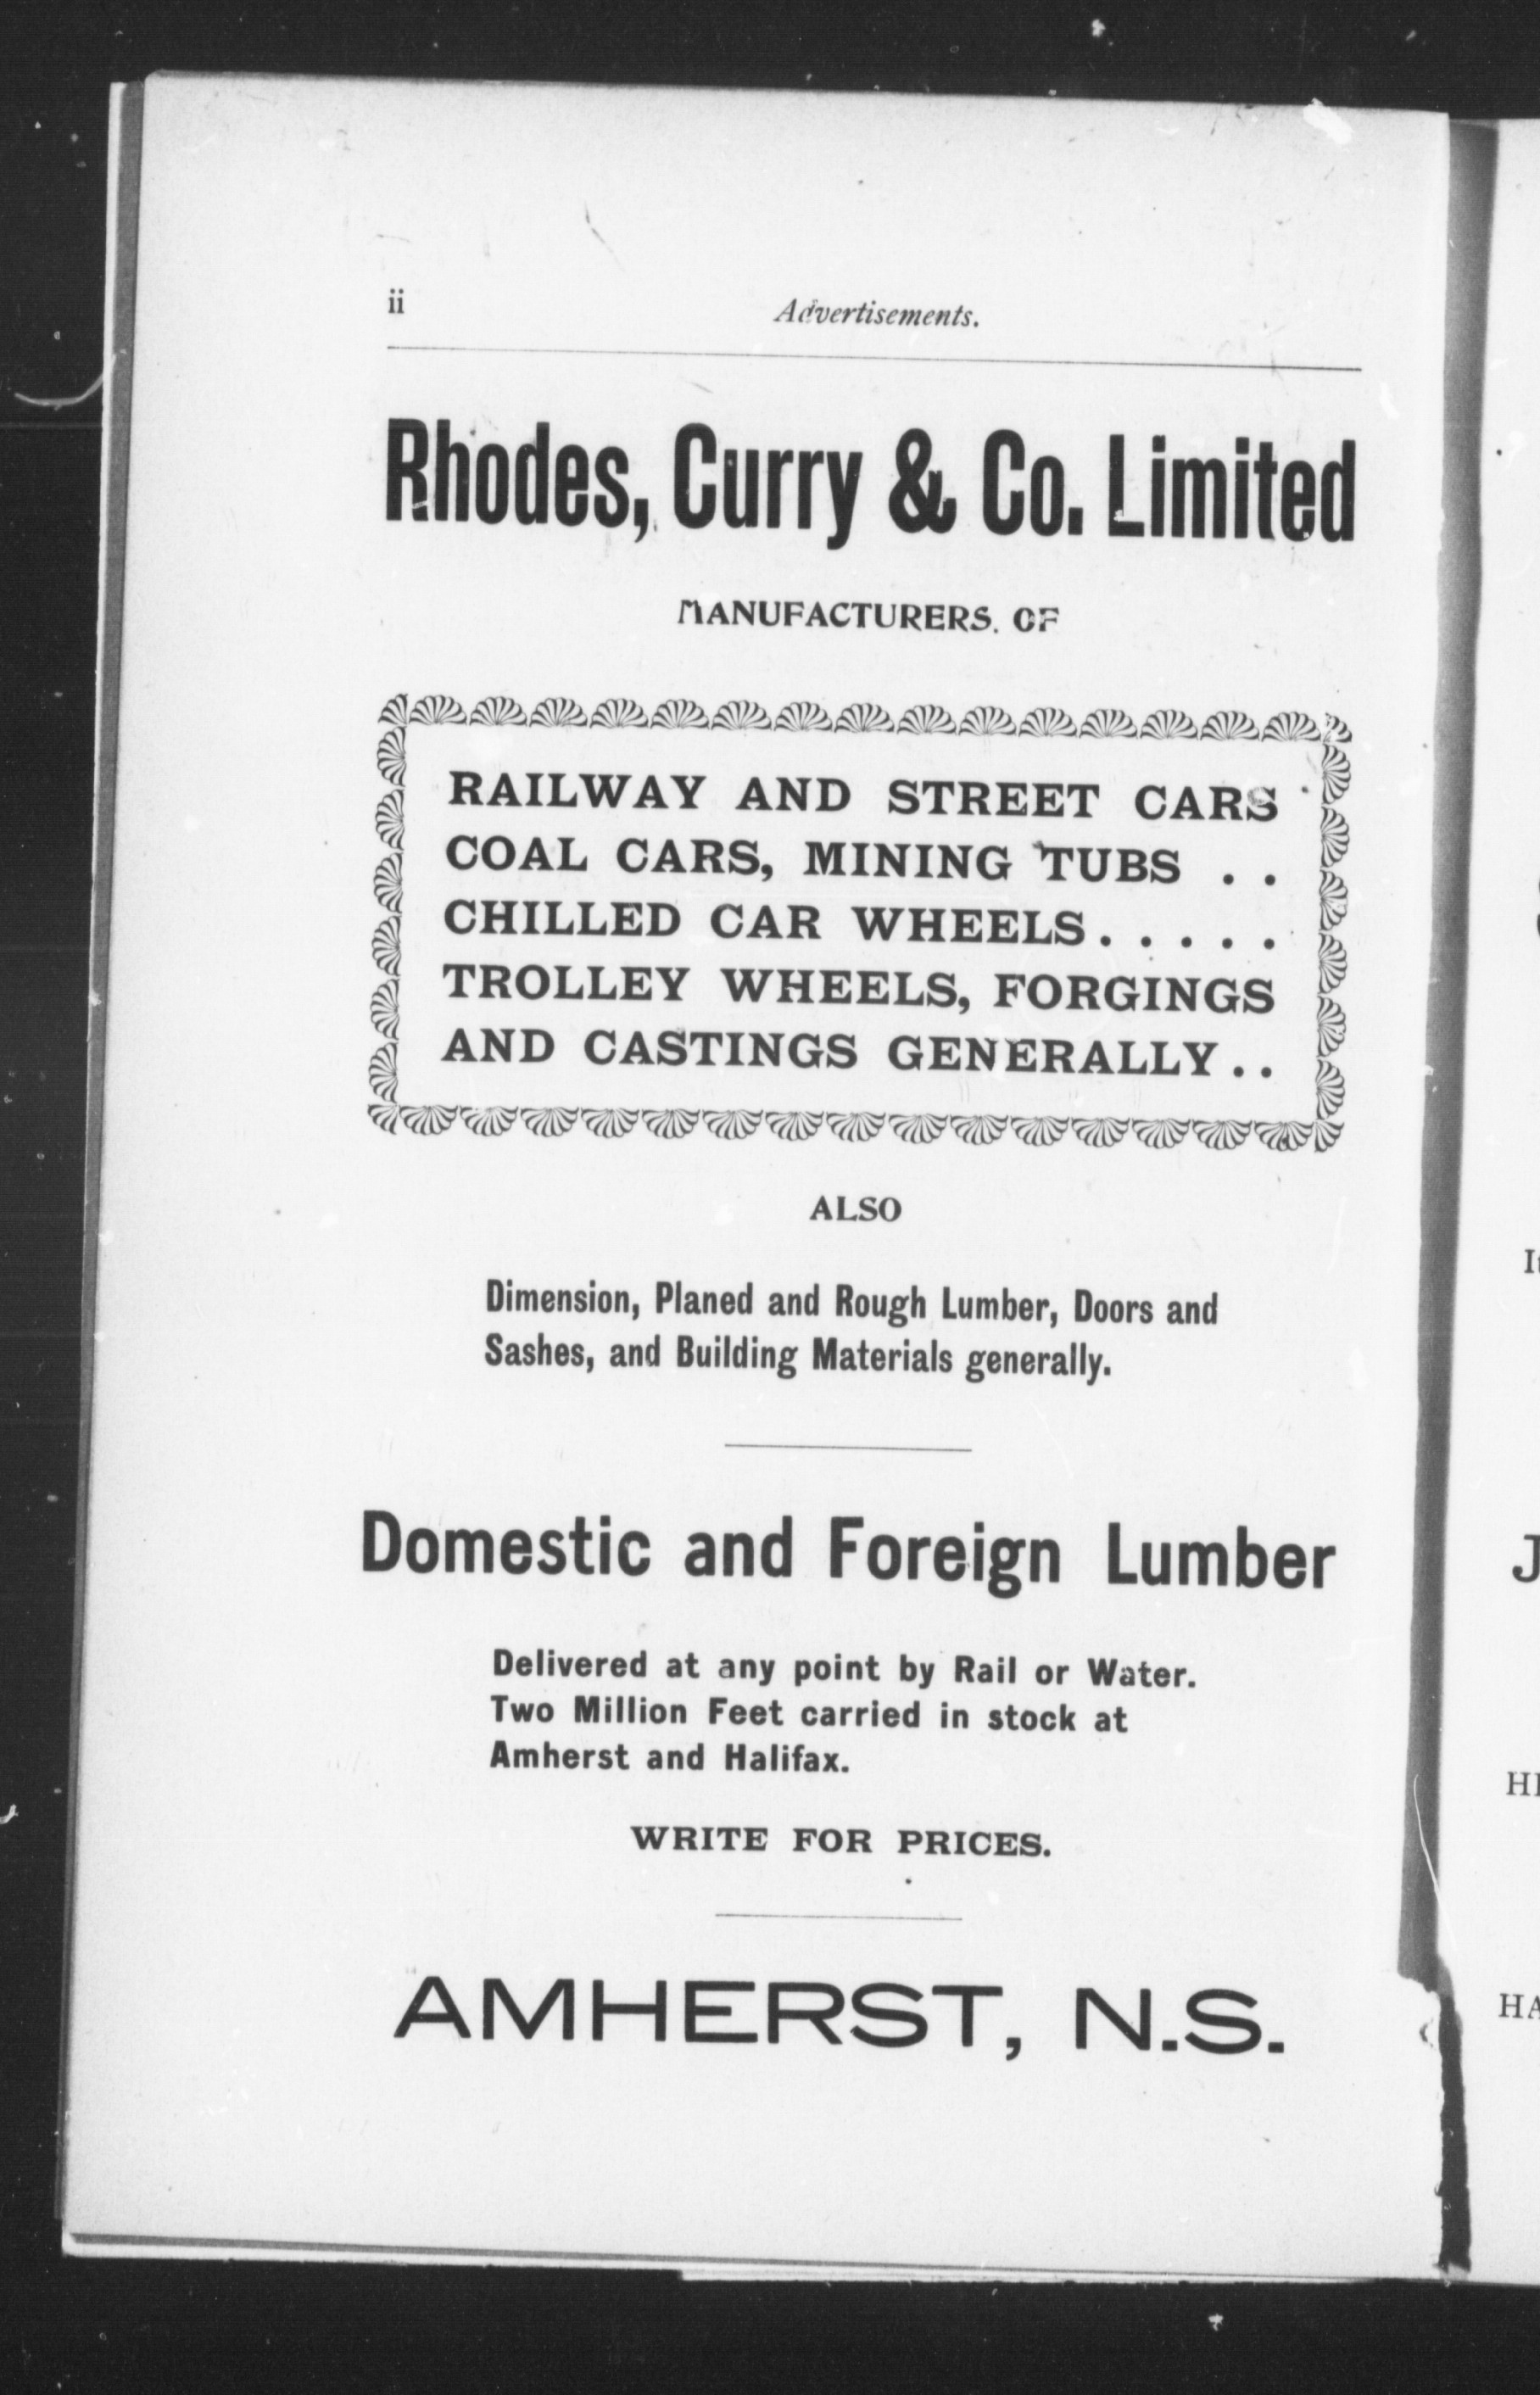 ii
Advertisements.
Rhodes, Curry & Co. Limited
MANUFACTURERS. OF
RAILWAY AND STREET CARS
COAL CARS, MINING TUBS . .
CHILLED CAR WHEELS . . . . .
TROLLEY WHEELS, FORGINGS
AND CASTINGS GENERALLY . .
ALSO
Dimension, Planed and Rough Lumber, Doors and
Sashes, and Building Materials generally.
Domestic and Foreign Lumber
Delivered at any point by Rail or Water.
Two Million Feet carried in stock at
Amherst and Halifax.
WRITE FOR PRICES.
AMHERST, N.S.